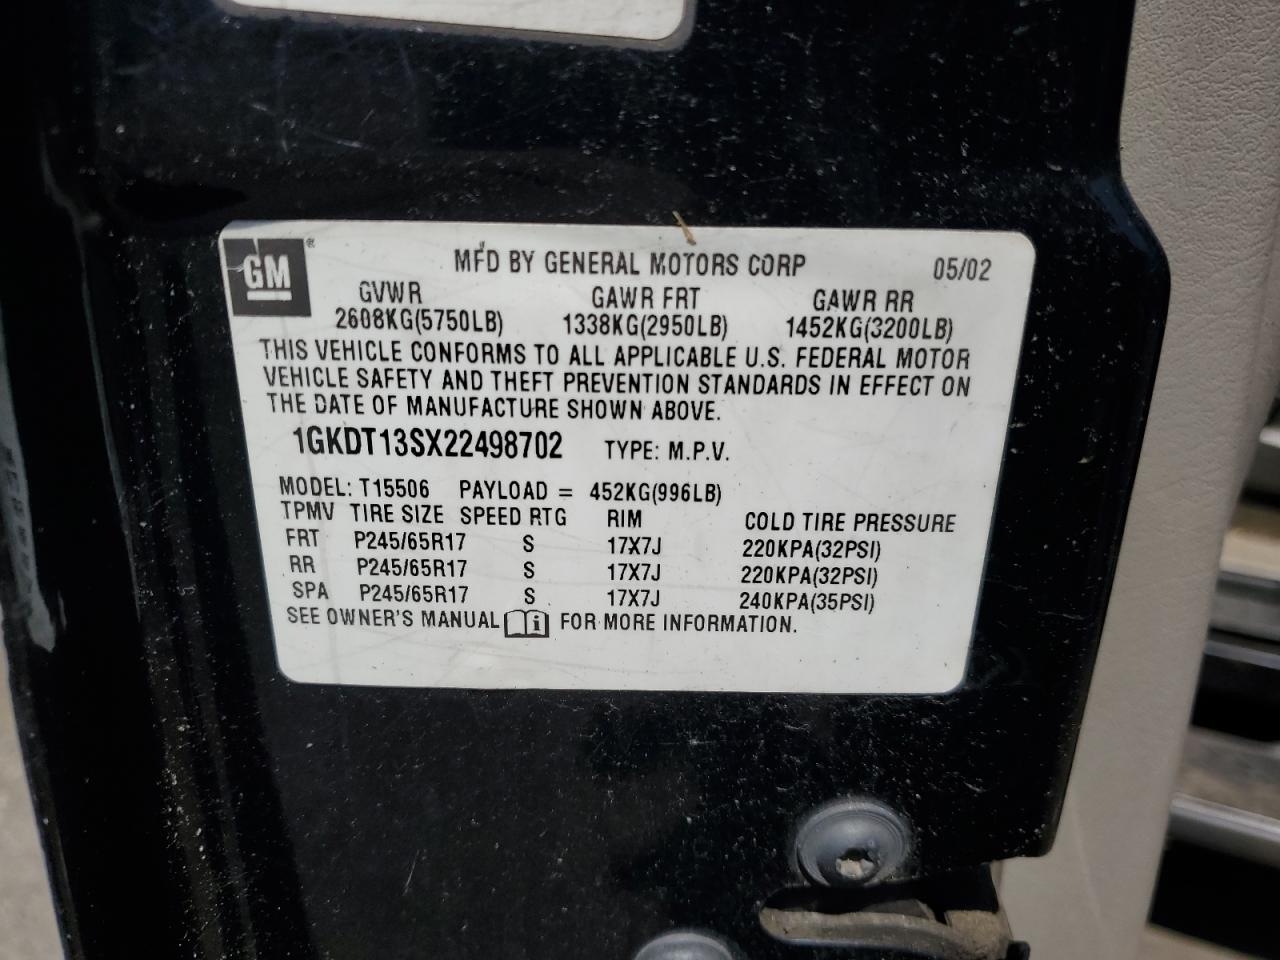 GM ® MFD BY GENERAL MOTORS CORP 05/02
GVWR GAWR FRT GAWR RR
2608KG(5750LB) 1338KG(2950LB) 1452KG(3200LB)
THIS VEHICLE CONFORMS TO ALL APPLICABLE U.S. FEDERAL MOTOR
VEHICLE SAFETY AND THEFT PREVENTION STANDARDS IN EFFECT ON
THE DATE OF MANUFACTURE SHOWN ABOVE.
1GKDT13SX22498702 TYPE: M.P.V.
MODEL: T15506 PAYLOAD = 452KG(996LB)
TPMV TIRE SIZE SPEED RTG RIM COLD TIRE PRESSURE
FRT P245/65R17 S 17X7J 220KPA(32PSI)
RR P245/65R17 S 17X7J 220KPA(32PSI)
SPA P245/65R17 S 17X7J 240KPA(35PSI)
SEE OWNER'S MANUAL i FOR MORE INFORMATION.